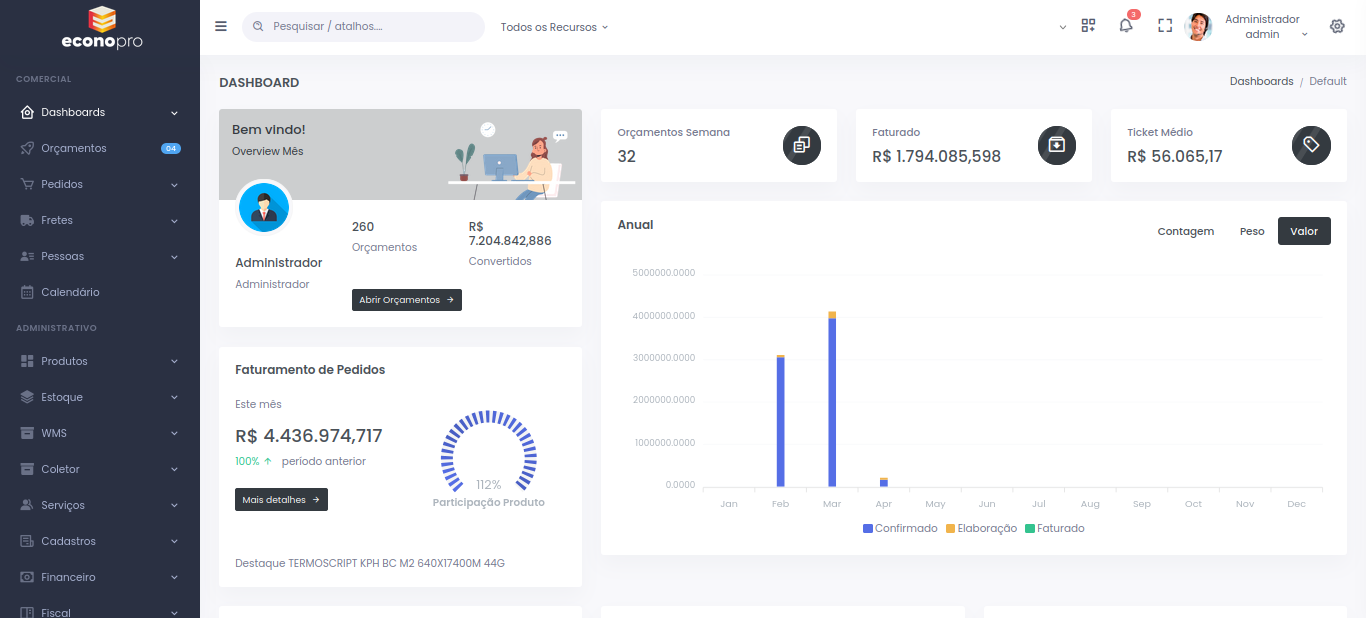 econopro
COMERCIAL
Dashboards
Orçamentos 04
Pedidos
Fretes
Pessoas
Calendário
ADMINISTRATIVO
Produtos
Estoque
WMS
Coletor
Serviços
Cadastros
Financeiro
Fiscal
Pesquisar / atalhos....
Todos os Recursos
3
Administrador
admin
DASHBOARD
Dashboards / Default
Bem vindo!
Overview Mês
Administrador
Administrador
260
Orçamentos
R$
7.204.842,886
Convertidos
Abrir Orçamentos →
Orçamentos Semana
32
Faturado
R$ 1.794.085,598
Ticket Médio
R$ 56.065,17
Faturamento de Pedidos
Este mês
R$ 4.436.974,717
100% ↑ período anterior
Mais detalhes →
112%
Participação Produto
Destaque TERMOSCRIPT KPH BC M2 640X17400M 44G
Anual
Contagem Peso Valor
5000000.0000
4000000.0000
3000000.0000
2000000.0000
1000000.0000
0.0000
Jan Feb Mar Apr May Jun Jul Aug Sep Oct Nov Dec
Confirmado Elaboração Faturado